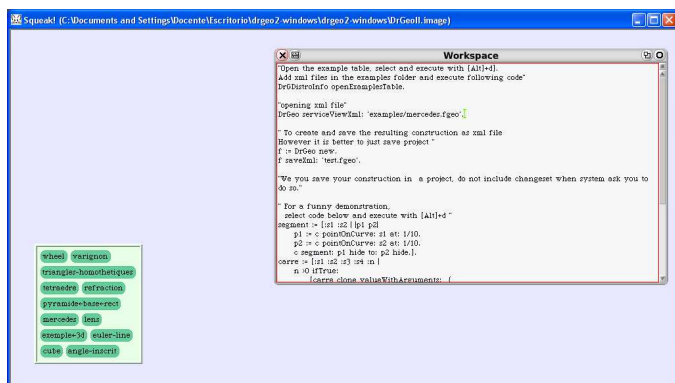 Squeak! (C:\Documents and Settings\Docente\Escritorio\drgeo2-windows\drgeo2-windows\DrGeoII.image)
Workspace
"Open the example table, select and execute with [Alt]+d].
Add xml files in the examples folder and execute following code"
DrGDistroInfo openExamplesTable.
"opening xml file"
DrGeo serviceViewXml: 'examples/mercedes.fgeo'.
" To create and save the resulting construction as xml file
However it is better to just save project "
f := DrGeo new.
f saveXml: 'test.fgeo'.
"We you save your construction in a project, do not include changeset when system ask you to
do so."
" For a funny demonstration,
select code below and execute with [Alt]+d "
segment := [:s1 :s2 | |p1 p2|
p1 := c pointOnCurve: s1 at: 1/10.
p2 := c pointOnCurve: s2 at: 1/10.
c segment: p1 hide to: p2 hide.].
carre := [:s1 :s2 :s3 :s4 :n |
n >0 ifTrue:
[carre clone valueWithArguments: {
wheel varignon
triangles-homothetiques
tetraedre refraction
pyramide+base+rect
mercedes lens
exemple+3d euler-line
cube angle-inscrit